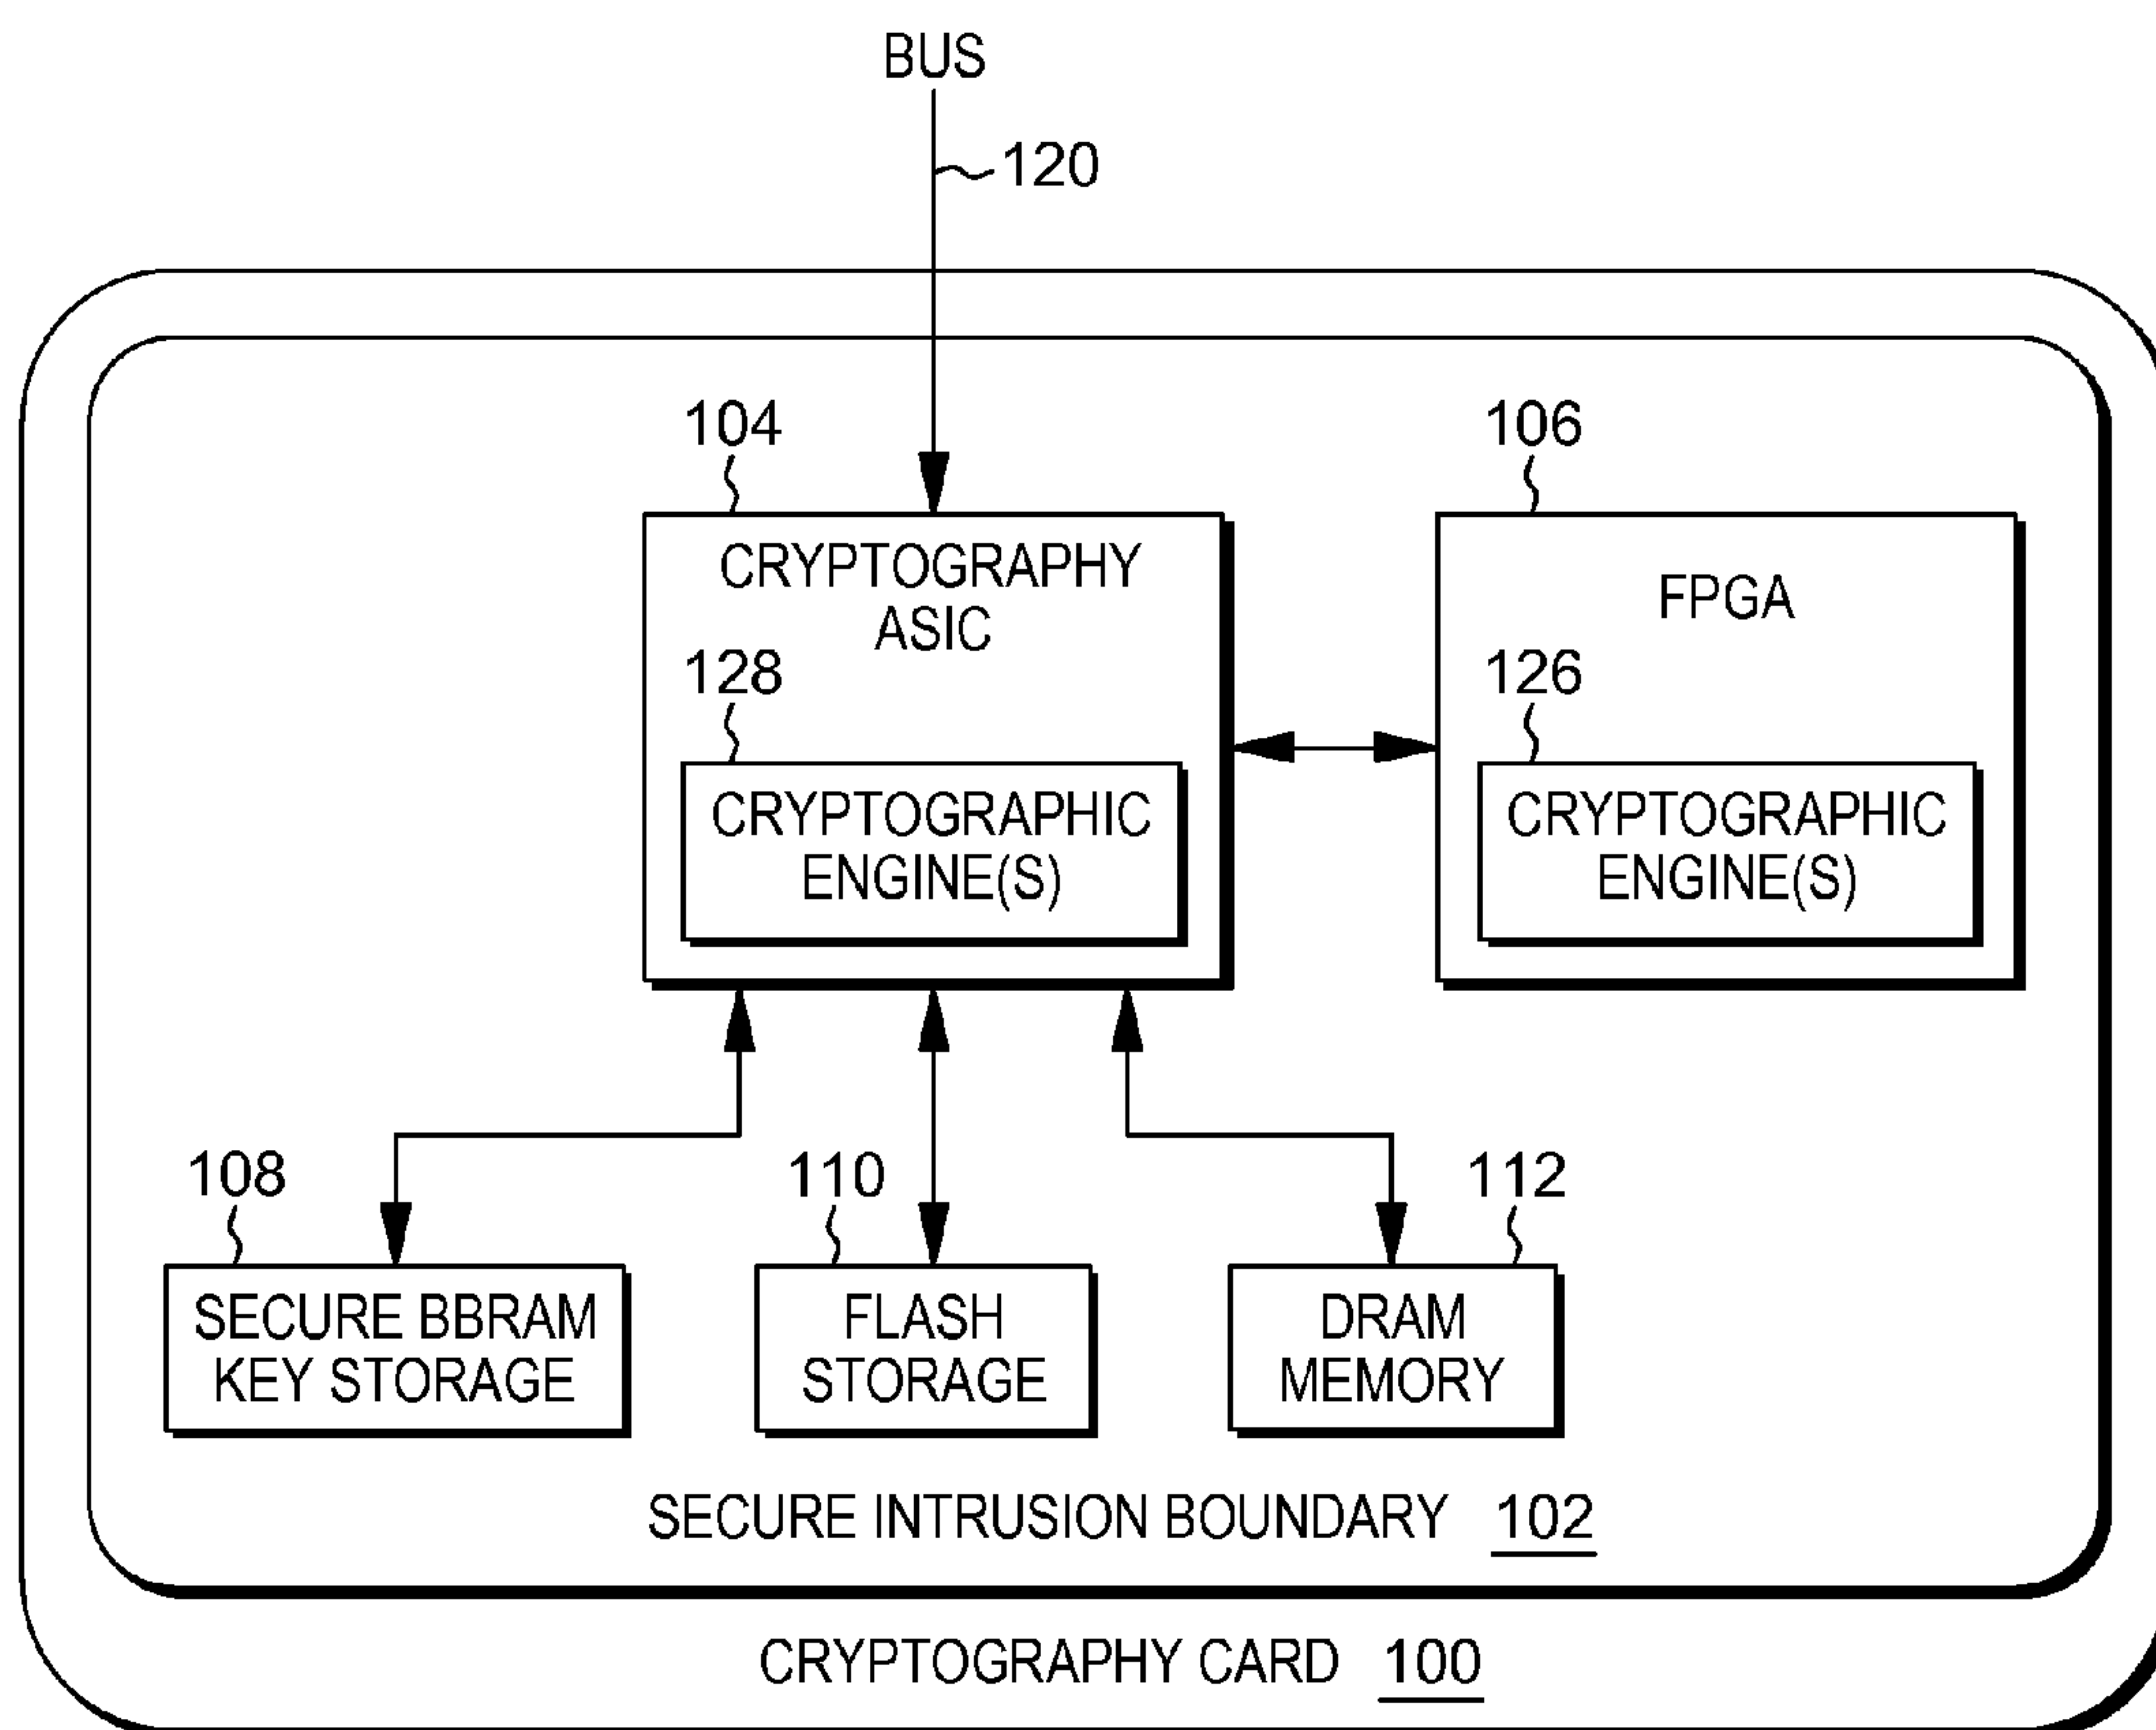 BUS
120
104
106
CRYPTOGRAPHY
ASIC
FPGA
128
126
CRYPTOGRAPHIC
ENGINE(S)
CRYPTOGRAPHIC
ENGINE(S)
108
110
112
SECURE BBRAM
KEY STORAGE
FLASH
STORAGE
DRAM
MEMORY
SECURE INTRUSION BOUNDARY 102
CRYPTOGRAPHY CARD 100